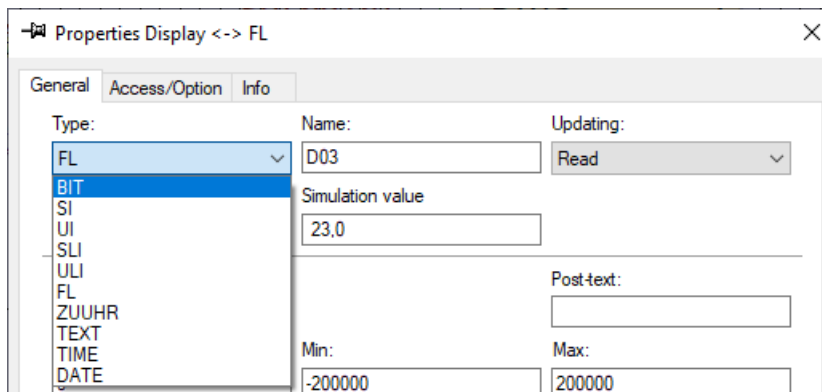 Properties Display <-> FL
General Access/Option Info
Type: Name: Updating:
FL D03 Read
BIT
SI
UI
SLI
ULI
FL
ZUUHR
TEXT
TIME
DATE
Simulation value
23,0
Post-text:
Min: Max:
-200000 200000